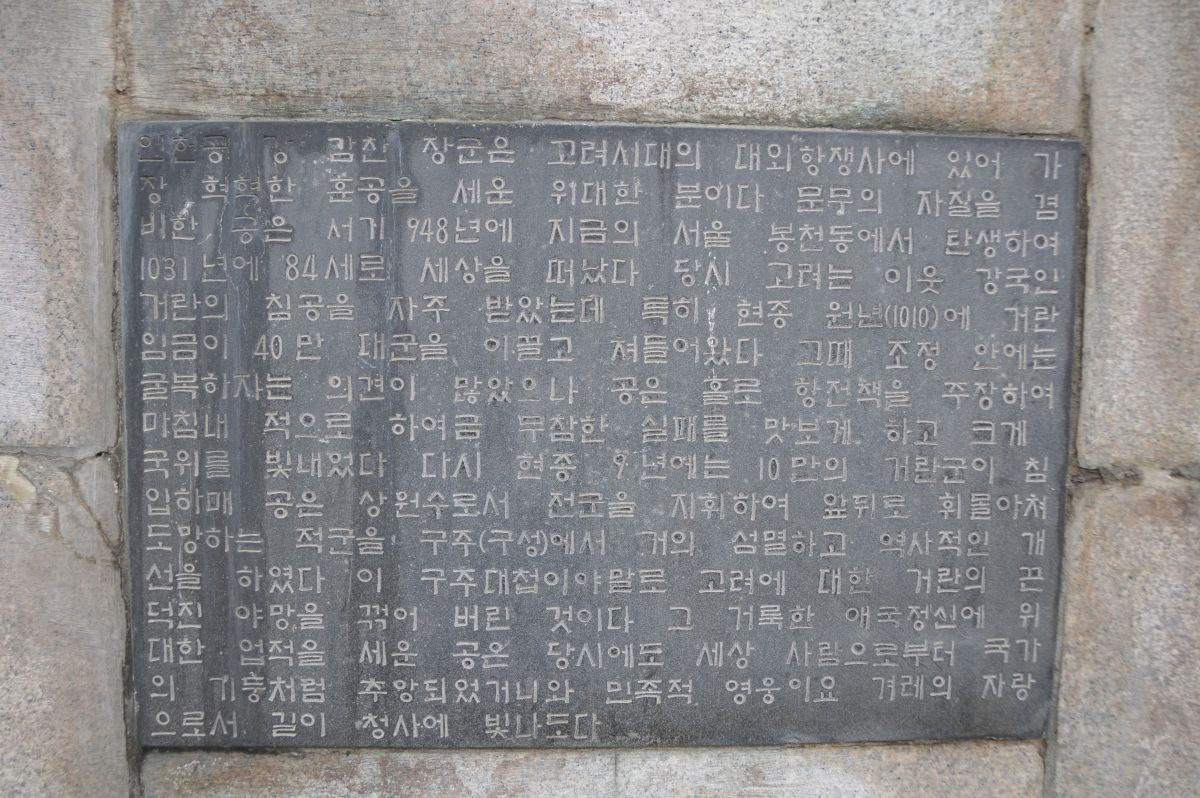 인헌공 강 감찬 장군은 고려시대의 대외항쟁사에 있어 가
장 혁혁한 훈공을 세운 위대한 분이다 문무의 자질을 겸
비한 공은 서기 948년에 지금의 서울 봉천동에서 탄생하여
1031년에 84세로 세상을 떠났다 당시 고려는 이웃 강국인
거란의 침공을 자주 받았는데 특히 현종 원년(1010)에 거란
임금이 40만 대군을 이끌고 쳐들어왔다 그때 조정 안에는
굴복하자는 의견이 많았으나 공은 홀로 항전책을 주장하여
마침내 적으로 하여금 무참한 실패를 맛보게 하고 크게
국위를 빛내었다 다시 현종 9년에는 10만의 거란군이 침
입하매 공은 상원수로서 전군을 지휘하여 앞뒤로 휘돌아쳐
도망하는 적군을 구주(구성)에서 거의 섬멸하고 역사적인 개
선을 하였다 이 구주대첩이야말로 고려에 대한 거란의 끈
덕진 야망을 꺾어 버린 것이다 그 거룩한 애국정신에 위
대한 업적을 세운 공은 당시에도 세상 사람으로부터 국가
의 기둥처럼 추앙되었거니와 민족적 영웅이요 겨레의 자랑
으로서 길이 청사에 빛나도다